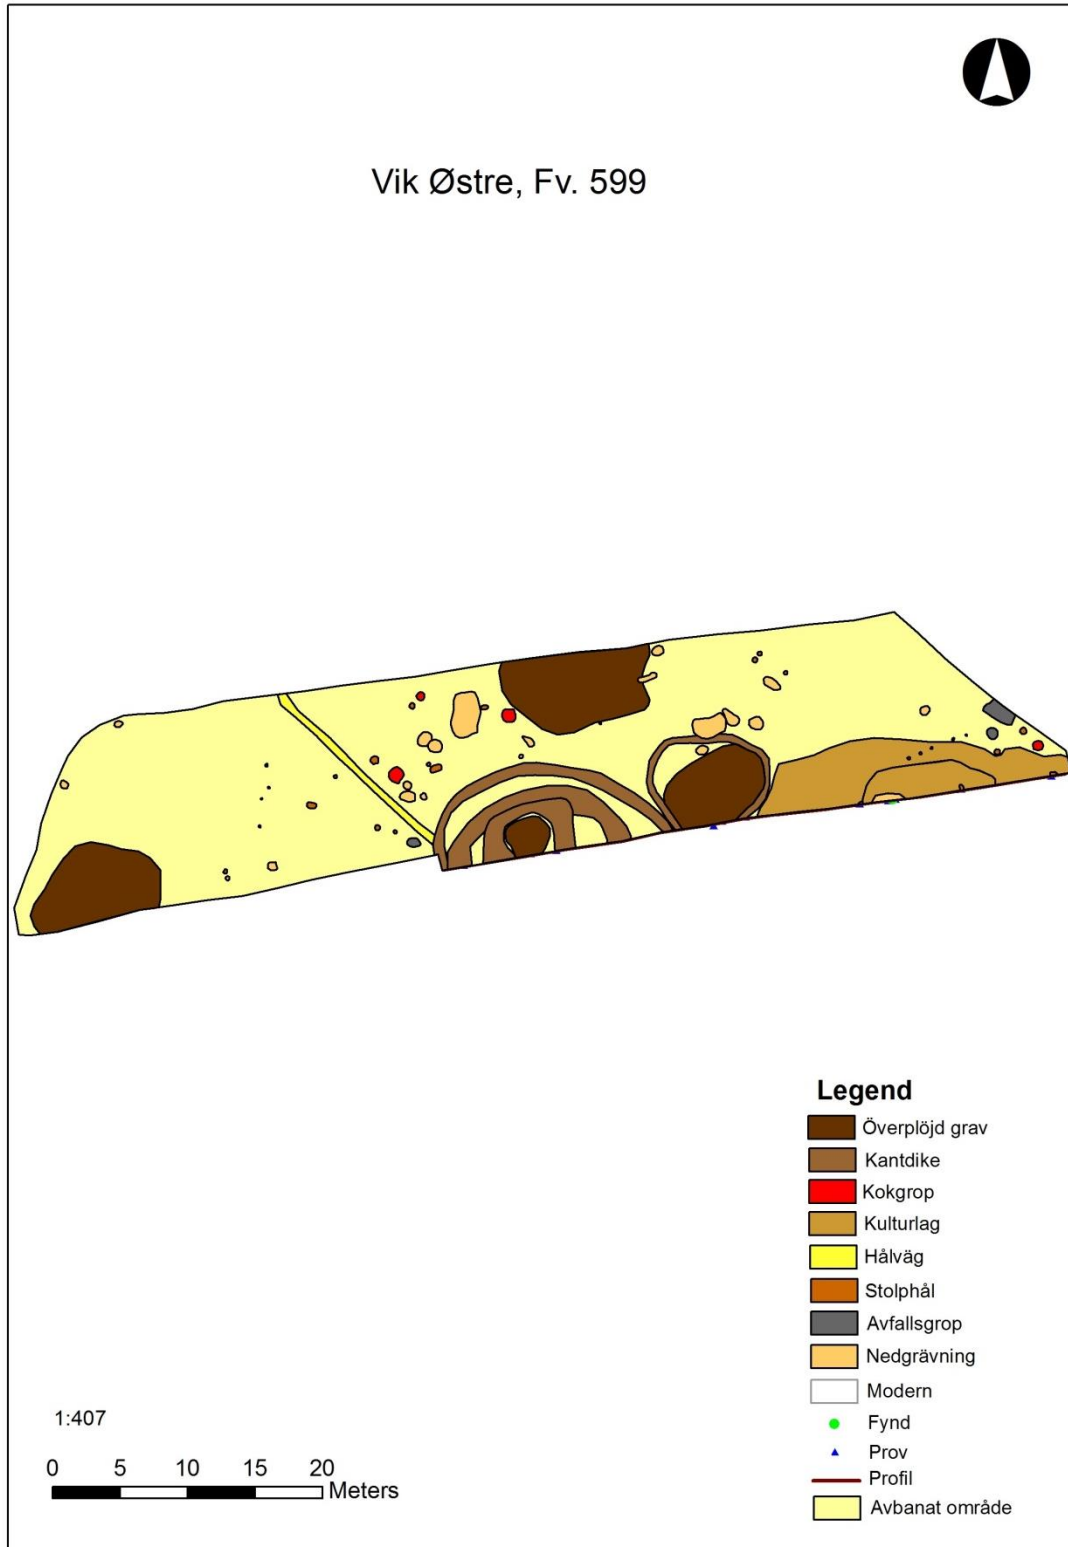 Vik Østre, Fv. 599
Legend
Överplöjd grav
Kantdike
Kokgrop
Kulturlag
Hålväg
Stolphål
Avfallsgrop
Nedgrävning
Modern
Fynd
Prov
Profil
Avbanat område
1:407
0 5 10 15 20
Meters